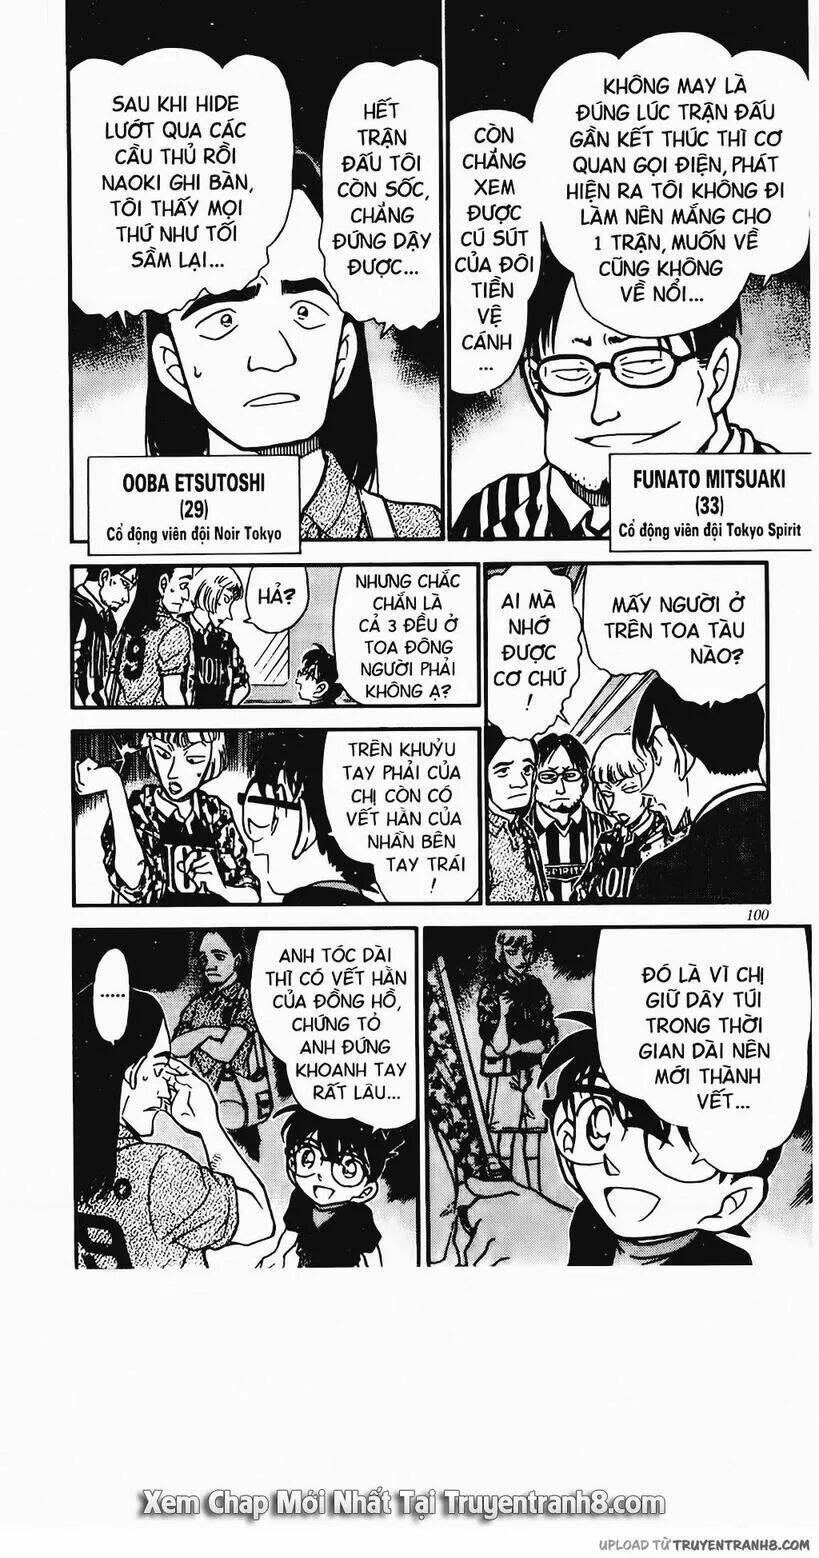 KHÔNG MAY LÀ
ĐÚNG LÚC TRẬN ĐẤU
GẦN KẾT THÚC THÌ CƠ
QUAN GỌI ĐIỆN, PHÁT
HIỆN RA TÔI KHÔNG ĐI
LÀM NÊN MẮNG CHO
1 TRẬN, MUỐN VỀ
CŨNG KHÔNG
VỀ NỔI...
CÒN
CHẲNG
XEM
ĐƯỢC
CÚ SÚT
CỦA ĐÔI
TIỀN
VỆ
CÁNH
...
FUNATO MITSUAKI
(33)
Cổ động viên đội Tokyo Spirit
HẾT
TRẬN
ĐẤU TÔI
CÒN SỐC,
CHẲNG
ĐỨNG DẬY
ĐƯỢC...
SAU KHI HIDE
LƯỚT QUA CÁC
CẦU THỦ RỒI
NAOKI GHI BÀN,
TÔI THẤY MỌI
THỨ NHƯ TỐI
SẦM LẠI...
OOBA ETSUTOSHI
(29)
Cổ động viên đội Noir Tokyo
MẤY NGƯỜI Ở
TRÊN TOA TÀU
NÀO?
AI MÀ
NHỚ
ĐƯỢC
CƠ CHỨ
!
SPIRIT
NOIR
NHƯNG CHẮC
CHẮN LÀ
CẢ 3 ĐỀU Ở
TOA ĐÔNG
NGƯỜI PHẢI
KHÔNG Ạ?
HẢ?
9
NOIR
TRÊN KHUỶU
TAY PHẢI CỦA
CHỊ CÒN CÓ
VẾT HẰN CỦA
NHẪN BÊN
TAY TRÁI
!
100
ĐÓ LÀ VÌ CHỊ
GIỮ DÂY TÚI
TRONG THỜI
GIAN DÀI NÊN
MỚI THÀNH
VẾT...
ANH TÓC DÀI
THÌ CÓ VẾT HẰN
CỦA ĐỒNG HỒ,
CHỨNG TỎ
ANH ĐỨNG
KHOANH TAY
RẤT LÂU...
......
Xem Chap Mới Nhất Tại Truyentranh8.com
UPLOAD TỪ TRUYENTRANH8.COM